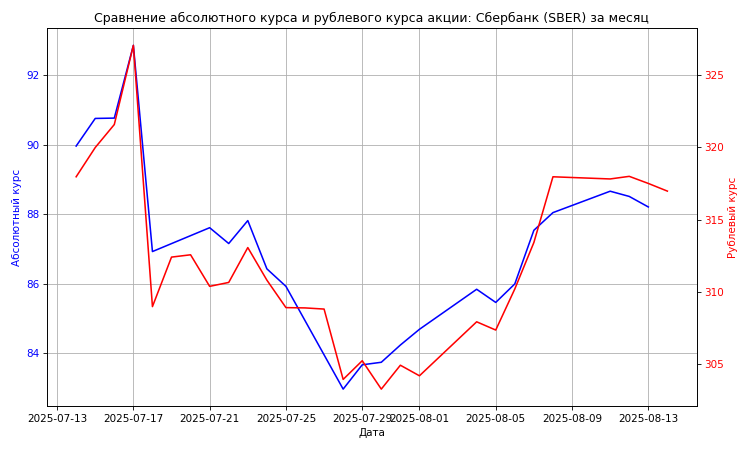 Сравнение абсолютного курса и рублевого курса акции: Сбербанк (SBER) за месяц
92
90
88
86
84
Абсолютный курс
325
320
315
310
305
Рублевый курс
2025-07-13 2025-07-17 2025-07-21 2025-07-25 2025-07-29 2025-08-01 2025-08-05 2025-08-09 2025-08-13
Дата